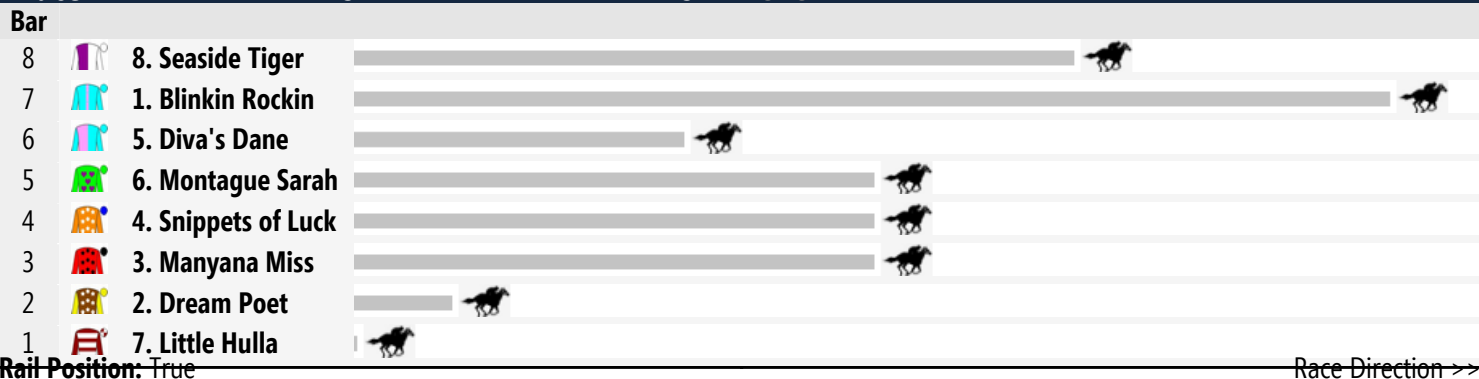 Bar
8 8. Seaside Tiger
7 1. Blinkin Rockin
6 5. Diva's Dane
5 6. Montague Sarah
4 4. Snippets of Luck
3 3. Manyana Miss
2 2. Dream Poet
1 7. Little Hulla
Rail Position: True Race Direction >>